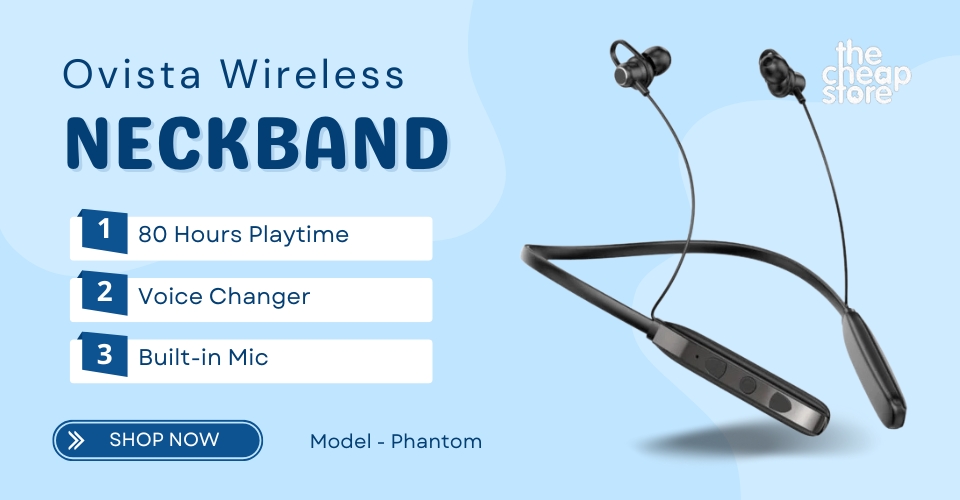 Ovista Wireless
NECKBAND
1 80 Hours Playtime
2 Voice Changer
3 Built-in Mic
SHOP NOW
Model - Phantom
the
cheap
store